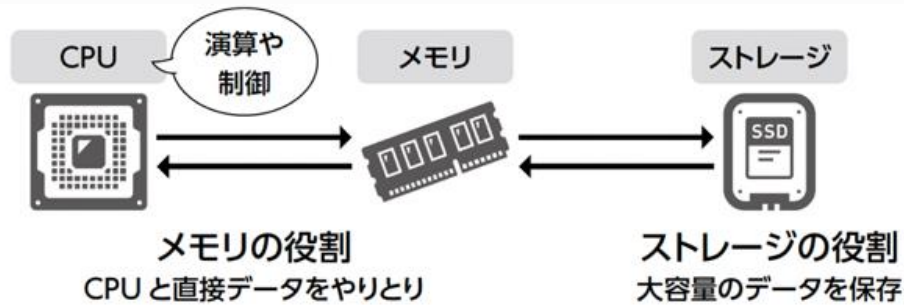 CPU
演算や
制御
メモリ
ストレージ
SSD
メモリの役割
CPU と直接データをやりとり
ストレージの役割
大容量のデータを保存